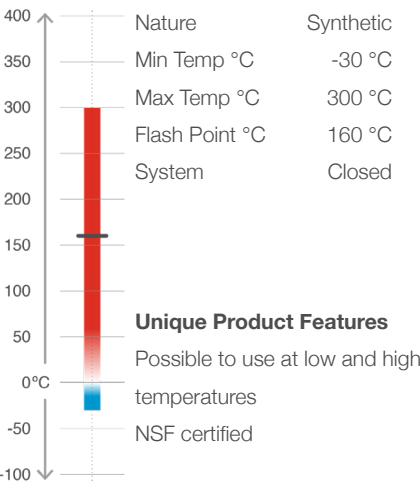 400
350
300
250
200
150
100
50
0°C
-50
-100
Nature Synthetic
Min Temp °C -30 °C
Max Temp °C 300 °C
Flash Point °C 160 °C
System Closed
Unique Product Features
Possible to use at low and high
temperatures
NSF certified